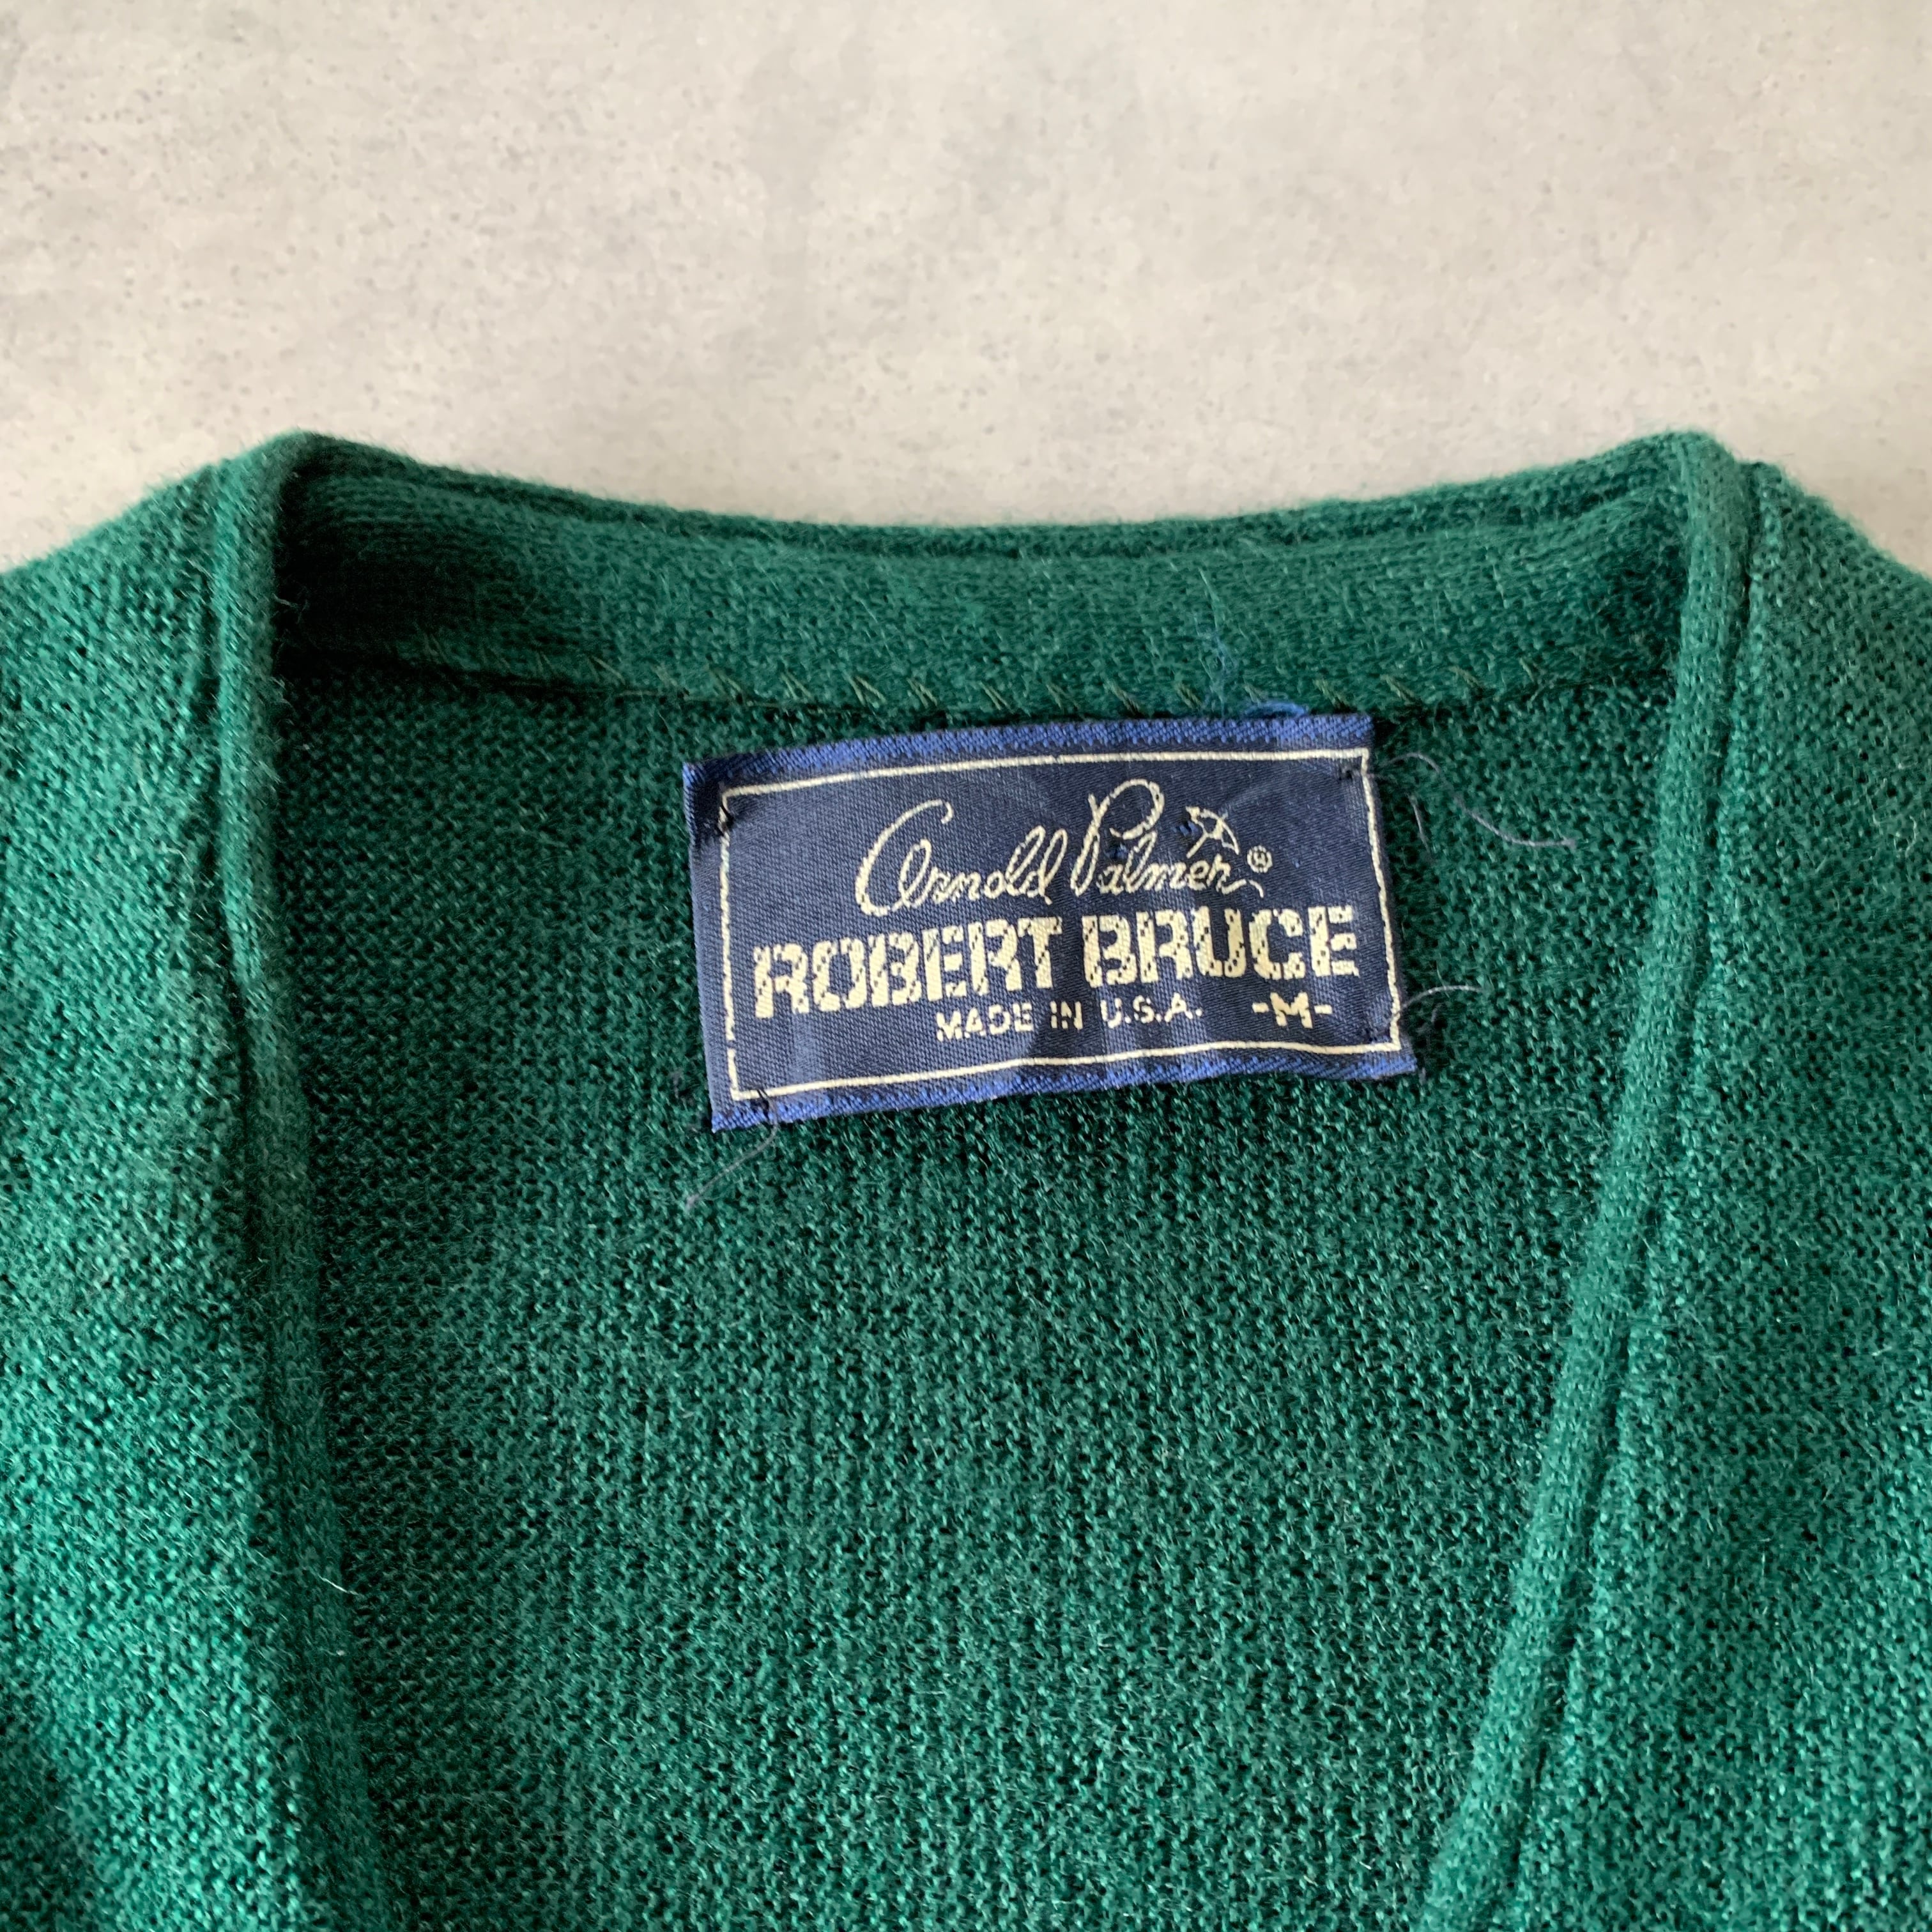 Arnold Palmer ®
ROBERT BRUCE
MADE IN U.S.A. -M-